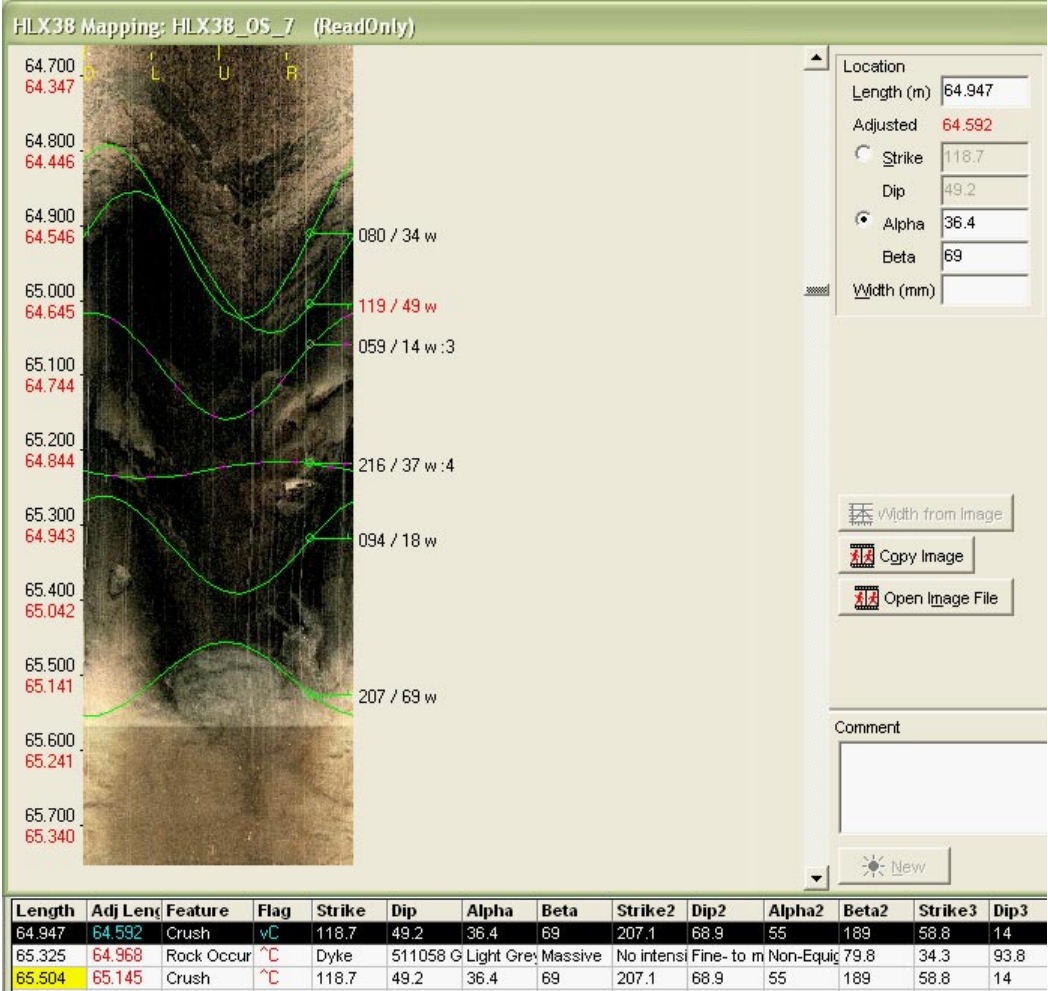 HLX38 Mapping: HLX38_OS_7 (ReadOnly)
D L U R
64.700
64.347
64.800
64.446
64.900
64.546
65.000
64.645
65.100
64.744
65.200
64.844
65.300
64.943
65.400
65.042
65.500
65.141
65.600
65.241
65.700
65.340
080 / 34 w
119 / 49 w
059 / 14 w :3
216 / 37 w :4
094 / 18 w
207 / 69 w
Location
Length (m) 64.947
Adjusted 64.592
Strike 118.7
Dip 49.2
Alpha 36.4
Beta 69
Width (mm)
Width from Image
Copy Image
Open Image File
Comment
New
Length Adj Leng Feature Flag Strike Dip Alpha Beta Strike2 Dip2 Alpha2 Beta2 Strike3 Dip3
64.947 64.592 Crush vC 118.7 49.2 36.4 69 207.1 68.9 55 189 58.8 14
65.325 64.968 Rock Occur ^C Dyke 511058 G Light Grey Massive No intensi Fine- to m Non-Equig 79.8 34.3 93.8
65.504 65.145 Crush ^C 118.7 49.2 36.4 69 207.1 68.9 55 189 58.8 14